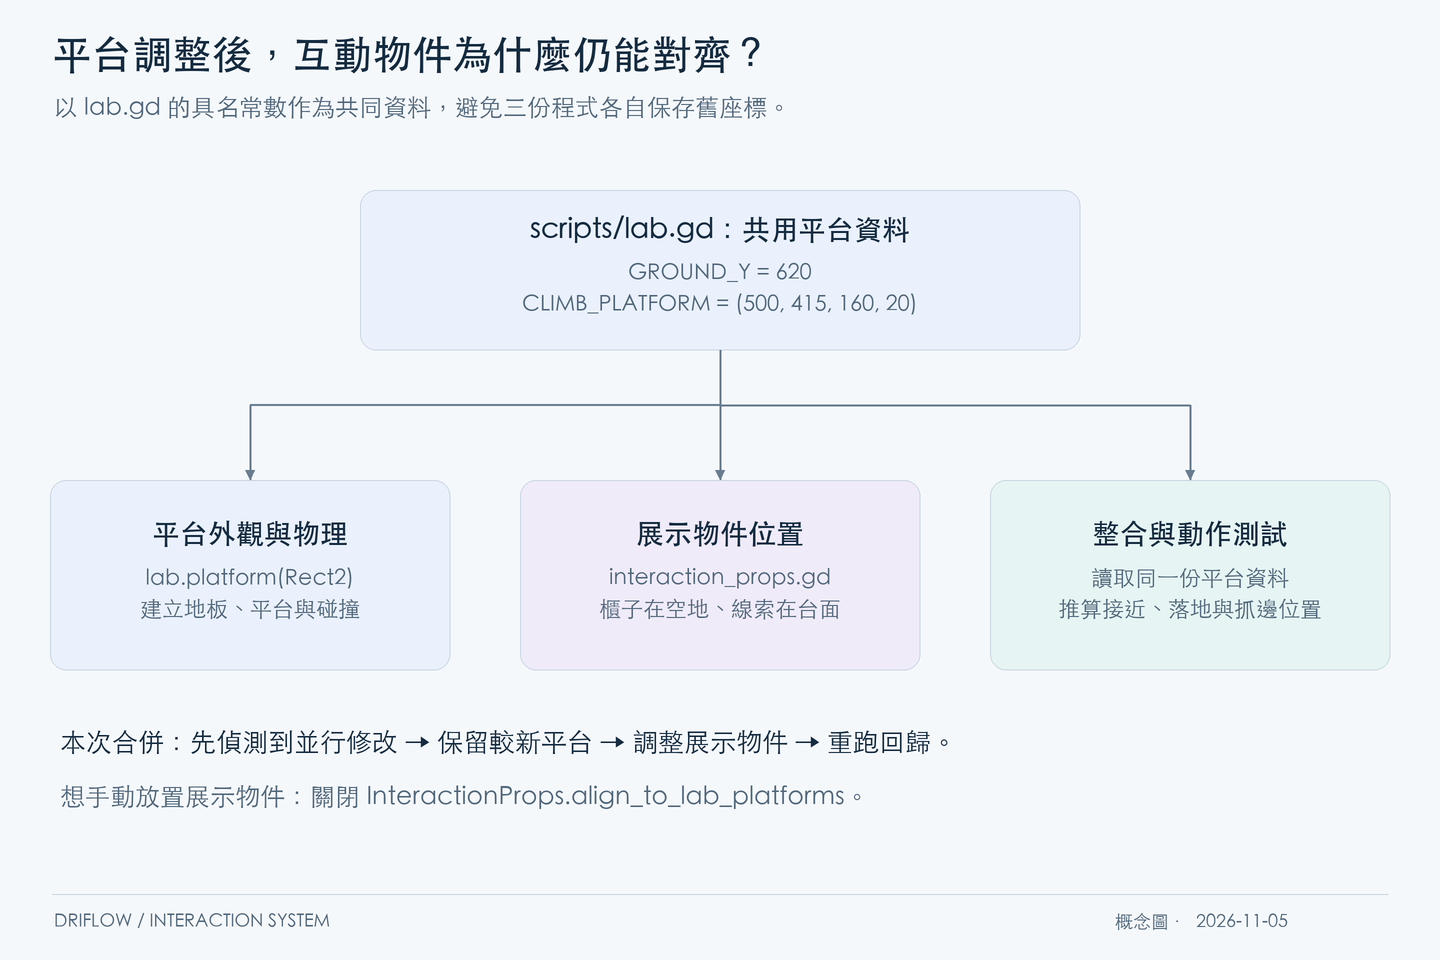 平台調整後，互動物件為什麼仍能對齊？
以 lab.gd 的具名常數作為共同資料，避免三份程式各自保存舊座標。
scripts/lab.gd：共用平台資料
GROUND_Y = 620
CLIMB_PLATFORM = (500, 415, 160, 20)
平台外觀與物理
lab.platform(Rect2)
建立地板、平台與碰撞
展示物件位置
interaction_props.gd
櫃子在空地、線索在台面
整合與動作測試
讀取同一份平台資料
推算接近、落地與抓邊位置
本次合併：先偵測到並行修改 → 保留較新平台 → 調整展示物件 → 重跑回歸。
想手動放置展示物件：關閉 InteractionProps.align_to_lab_platforms。
DRIFLOW / INTERACTION SYSTEM
概念圖 · 2026-11-05